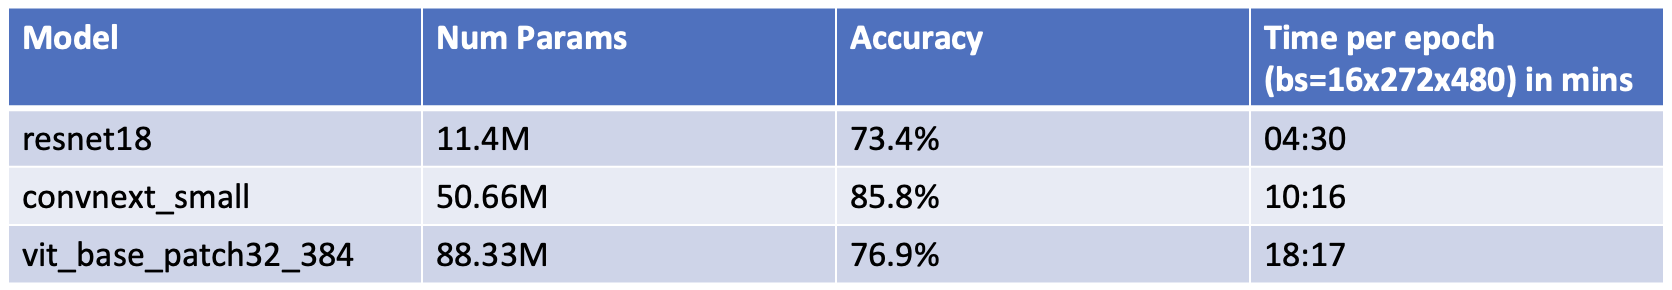 Model Num Params Accuracy Time per epoch
(bs=16x272x480) in mins
resnet18 11.4M 73.4% 04:30
convnext_small 50.66M 85.8% 10:16
vit_base_patch32_384 88.33M 76.9% 18:17